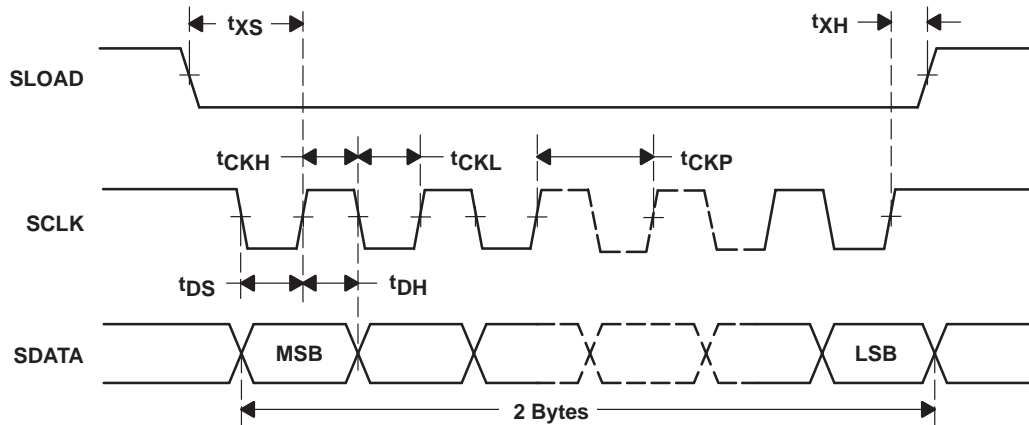 tXS
tXH
SLOAD
tCKH
tCKL
tCKP
SCLK
tDS
tDH
SDATA
MSB
LSB
2 Bytes